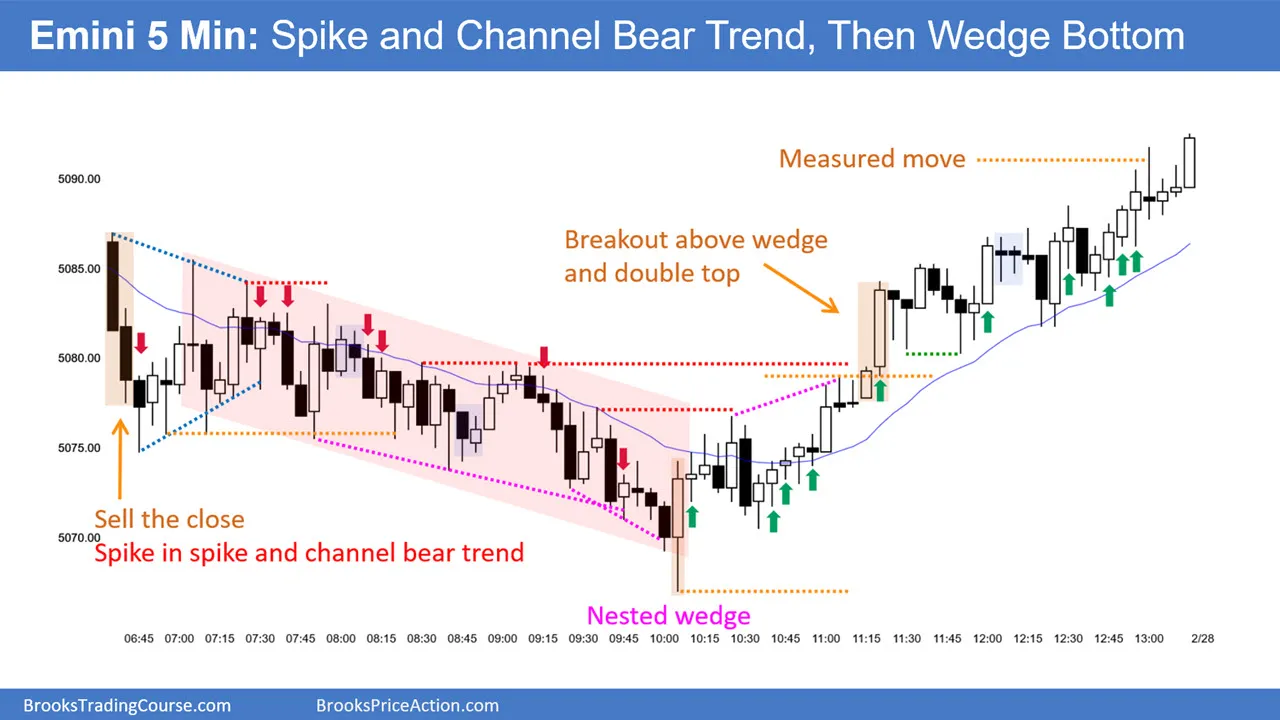 Emini 5 Min: Spike and Channel Bear Trend, Then Wedge Bottom
Measured move
5090.00
Breakout above wedge
and double top
5085.00
5080.00
5075.00
Sell the close
5070.00
Spike in spike and channel bear trend
Nested wedge
06:45 07:00 07:15 07:30 07:45 08:00 08:15 08:30 08:45 09:00 09:15 09:30 09:45 10:00 10:15 10:30 10:45 11:00 11:15 11:30 11:45 12:00 12:15 12:30 12:45 13:00 2/28
BrooksTradingCourse.com BrooksPriceAction.com